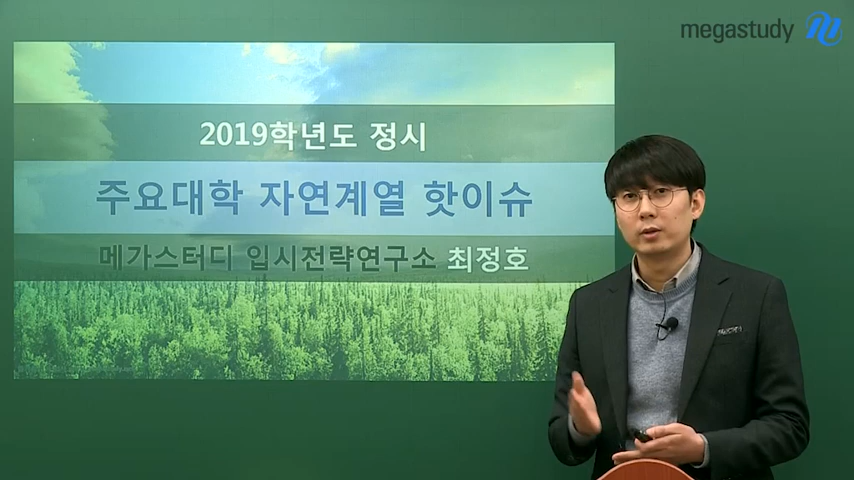 megastudy
2019학년도 정시
주요대학 자연계열 핫이슈
메가스터디 입시전략연구소 최정호